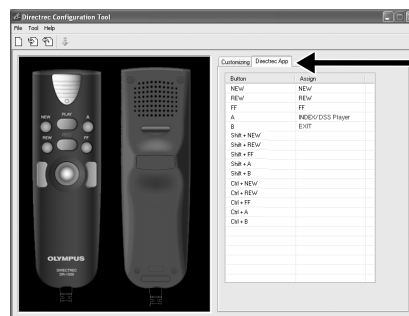 Directrec Configuration Tool
File Tool Help
Customizing Directrec App
Button Assign
NEW NEW
REW REW
FF FF
A INDEX/DSS Player
B EXIT
Shift + NEW
Shift + REW
Shift + FF
Shift + A
Shift + B
Ctrl + NEW
Ctrl + REW
Ctrl + FF
Ctrl + A
Ctrl + B
NEW PLAY A
REW FF
OLYMPUS
DIRECTREC